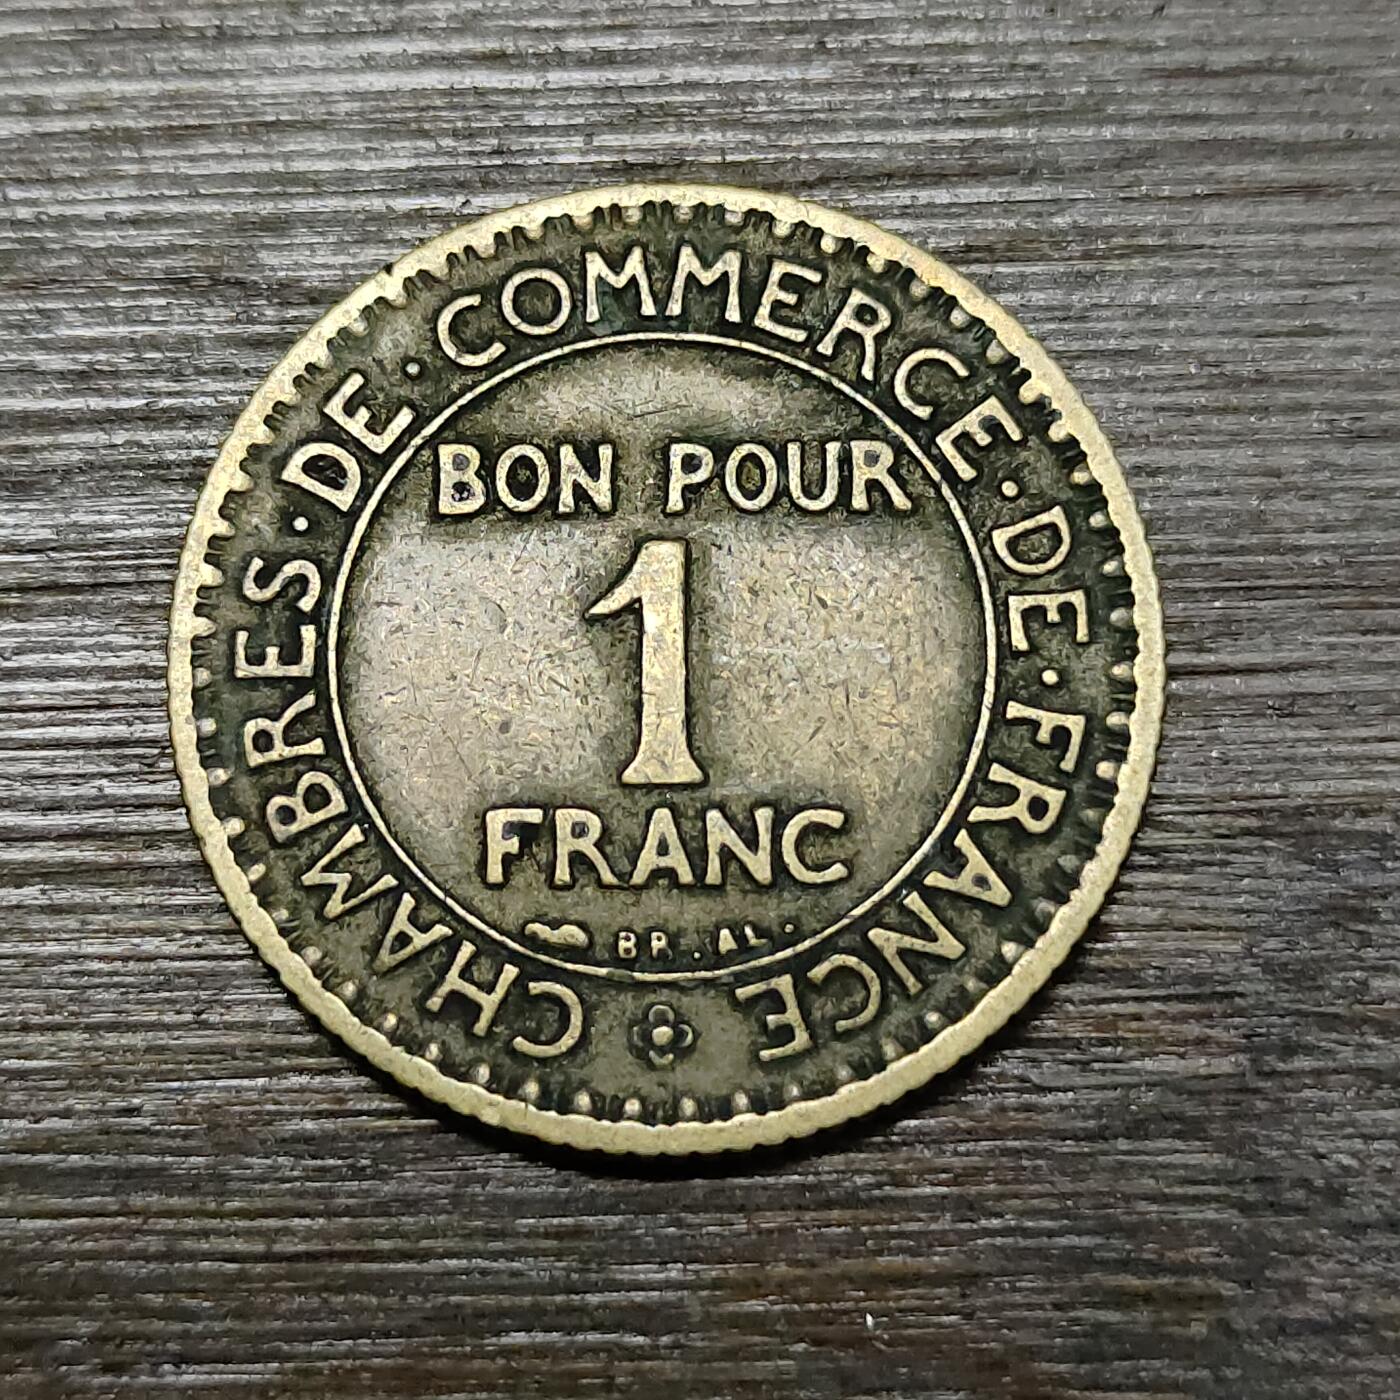 CHAMBRES·DE·COMMERCE·DE·FRANCE
BON POUR
1
FRANC
BR.AL.